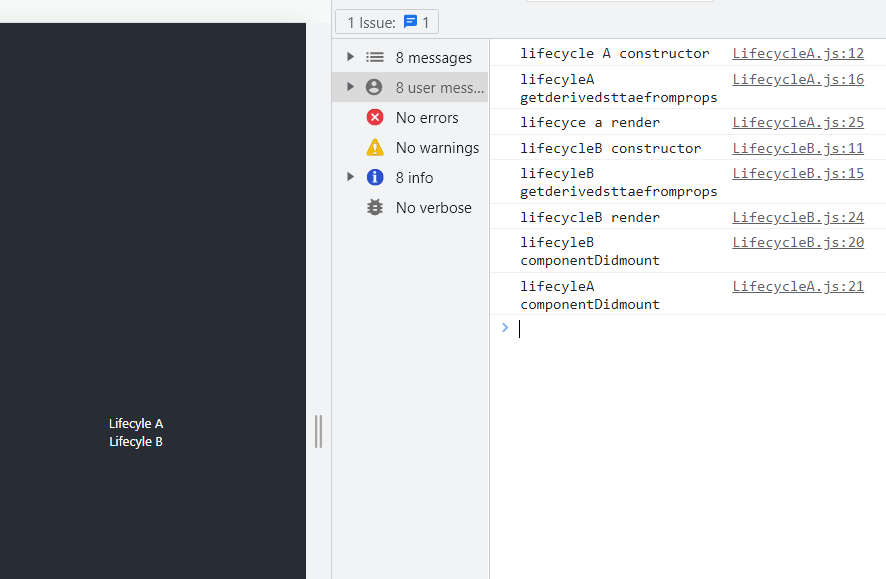 1 Issue: 1
8 messages
8 user mess...
No errors
No warnings
8 info
No verbose
lifecycle A constructor LifecycleA.js:12
lifecyleA LifecycleA.js:16
getderivedsttaefromprops
lifecyce a render LifecycleA.js:25
lifecycleB constructor LifecycleB.js:11
lifecyleB LifecycleB.js:15
getderivedsttaefromprops
lifecycleB render LifecycleB.js:24
lifecyleB LifecycleB.js:20
componentDidmount
lifecyleA LifecycleA.js:21
componentDidmount
Lifecyle A
Lifecyle B